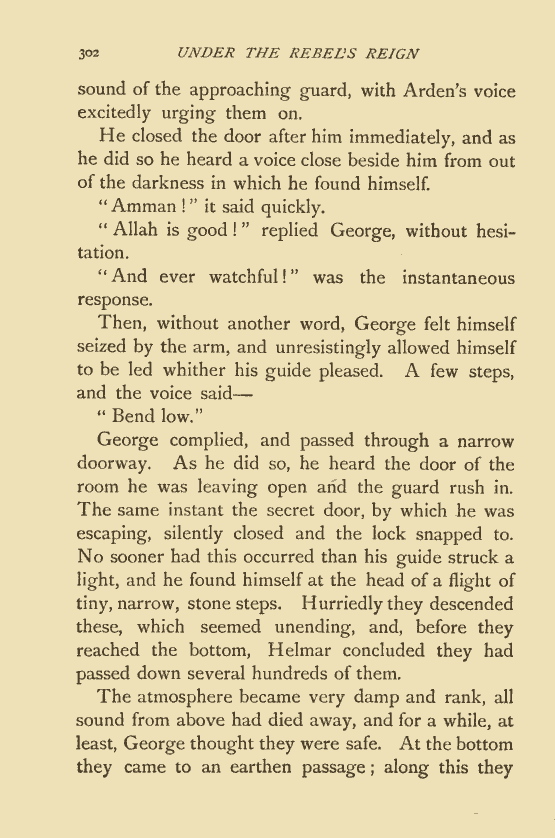 302 UNDER THE REBEL'S REIGN
sound of the approaching guard, with Arden's voice
excitedly urging them on.
He closed the door after him immediately, and as
he did so he heard a voice close beside him from out
of the darkness in which he found himself.
“Amman !” it said quickly.
“Allah is good !” replied George, without hesi-
tation.
“And ever watchful!” was the instantaneous
response.
Then, without another word, George felt himself
seized by the arm, and unresistingly allowed himself
to be led whither his guide pleased. A few steps,
and the voice said—
“Bend low.”
George complied, and passed through a narrow
doorway. As he did so, he heard the door of the
room he was leaving open and the guard rush in.
The same instant the secret door, by which he was
escaping, silently closed and the lock snapped to.
No sooner had this occurred than his guide struck a
light, and he found himself at the head of a flight of
tiny, narrow, stone steps. Hurriedly they descended
these, which seemed unending, and, before they
reached the bottom, Helmar concluded they had
passed down several hundreds of them.
The atmosphere became very damp and rank, all
sound from above had died away, and for a while, at
least, George thought they were safe. At the bottom
they came to an earthen passage; along this they